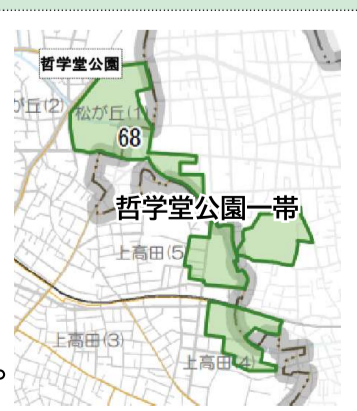 哲学堂公園
が丘(2)
松が丘(1)
68
哲学堂公園一帯
上高田(5)
上高田(3)
上高田(4)
。